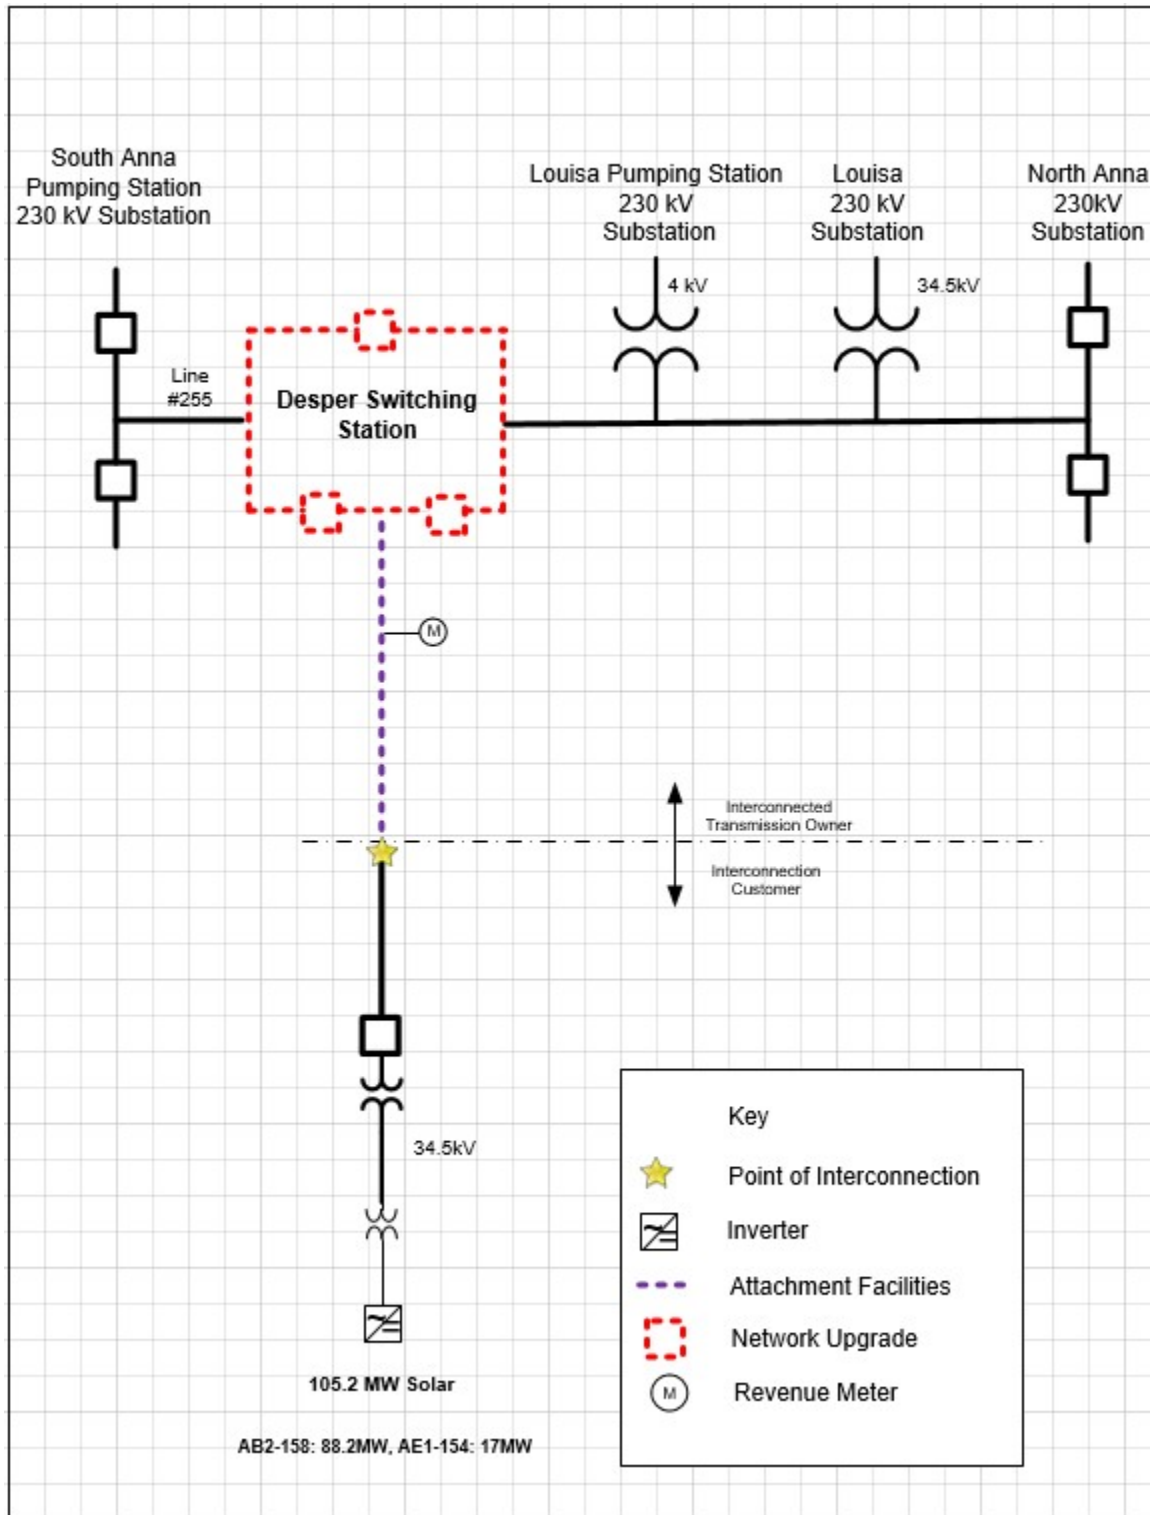 South Anna
Pumping Station
230 kV Substation
Louisa Pumping Station
230 kV
Substation
Louisa
230 kV
Substation
North Anna
230kV
Substation
4 kV
34.5kV
Line
#255
Desper Switching
Station
M
Interconnected
Transmission Owner
Interconnection
Customer
34.5kV
105.2 MW Solar
AB2-158: 88.2MW, AE1-154: 17MW
Key
Point of Interconnection
Inverter
Attachment Facilities
Network Upgrade
M Revenue Meter